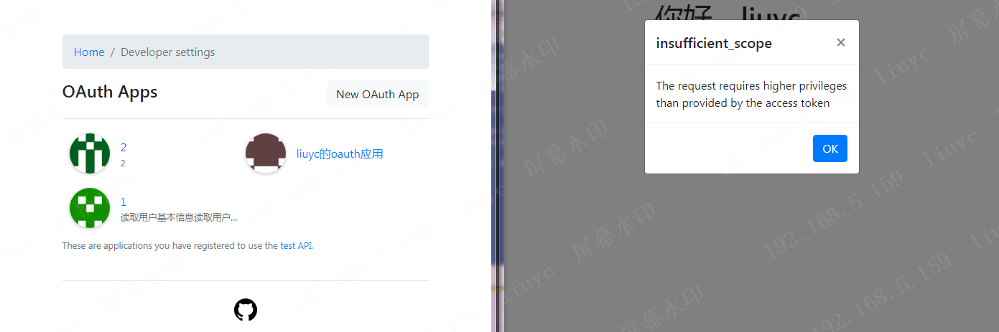 Home / Developer settings
OAuth Apps
New OAuth App
2
2
liuyc的oauth应用
1
读取用户基本信息读取用户...
These are applications you have registered to use the test API.
你好 liuyc
insufficient_scope ×
The request requires higher privileges
than provided by the access token
OK
屏幕水印 192.168.5.159 liuyc